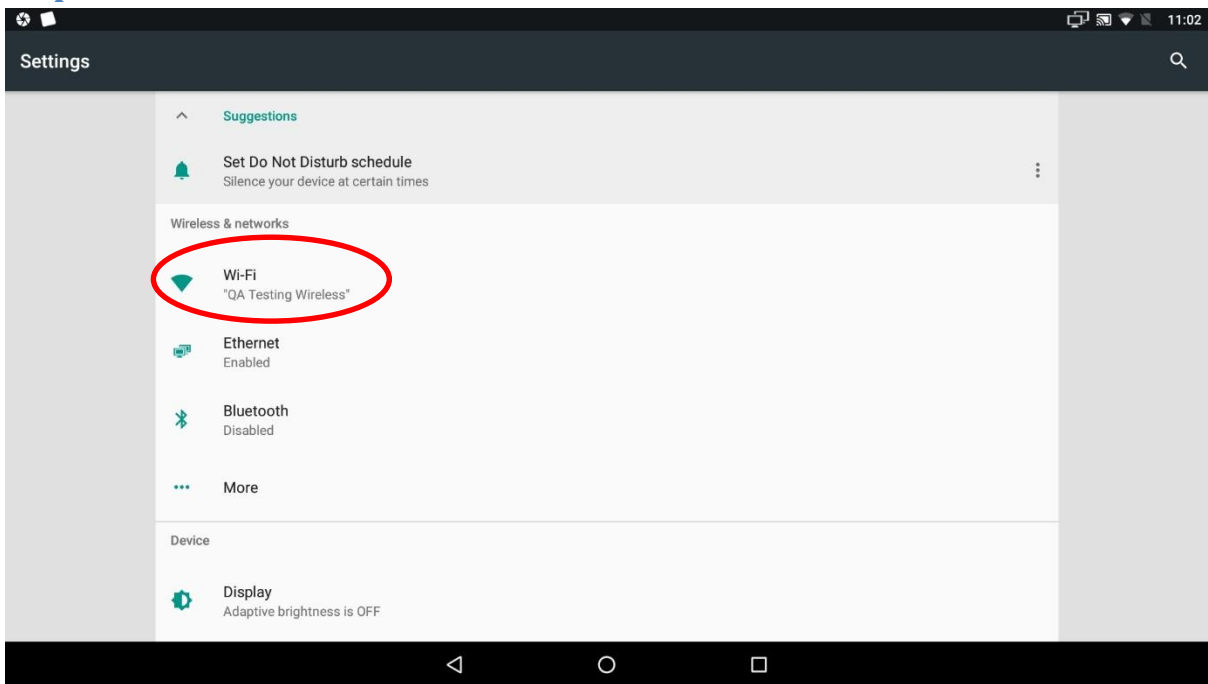 11:02
Settings
Suggestions
Set Do Not Disturb schedule
Silence your device at certain times
Wireless & networks
Wi-Fi
"QA Testing Wireless"
Ethernet
Enabled
Bluetooth
Disabled
More
Device
Display
Adaptive brightness is OFF